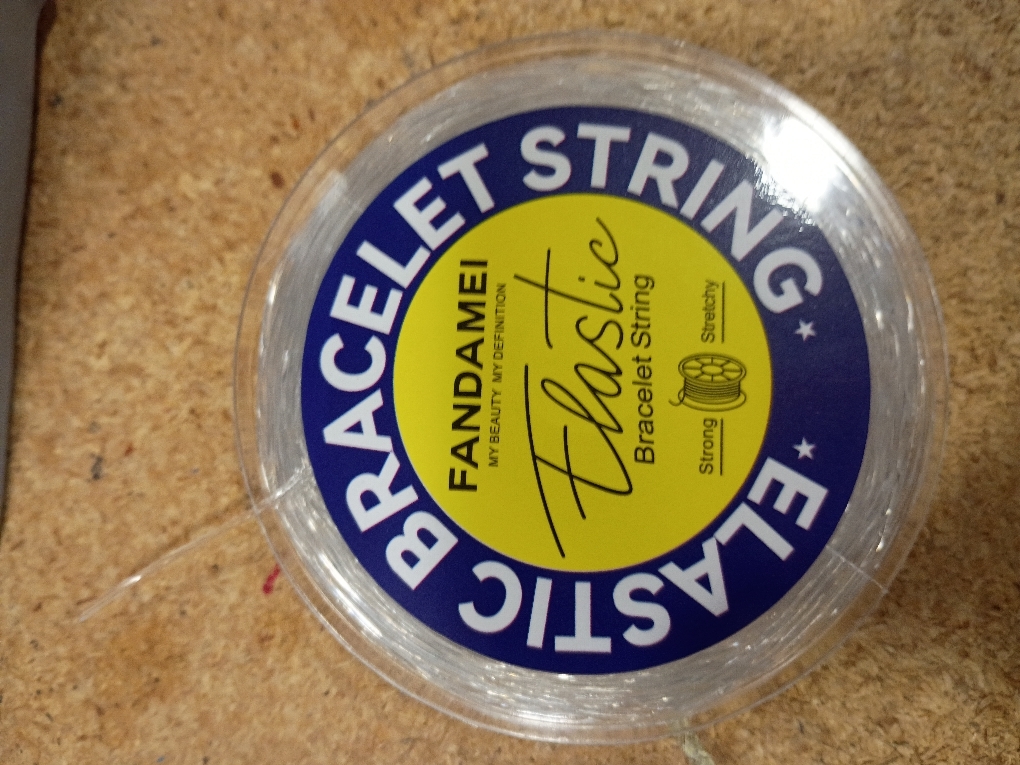 ELASTIC BRACELET STRING
FANDAMEI
MY BEAUTY MY DEFINITION
Elastic
Bracelet String
Strong Stretchy